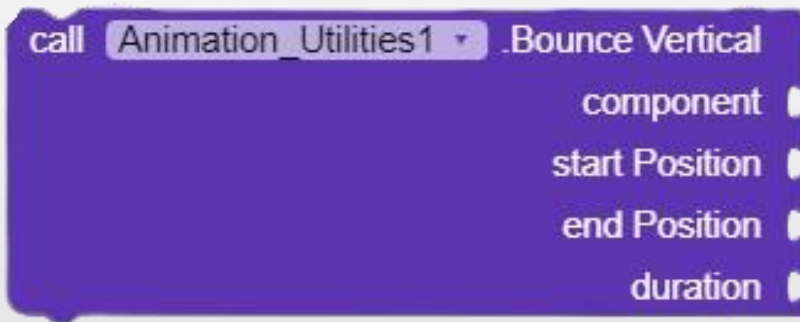 call Animation_Utilities1 .Bounce Vertical
component
start Position
end Position
duration